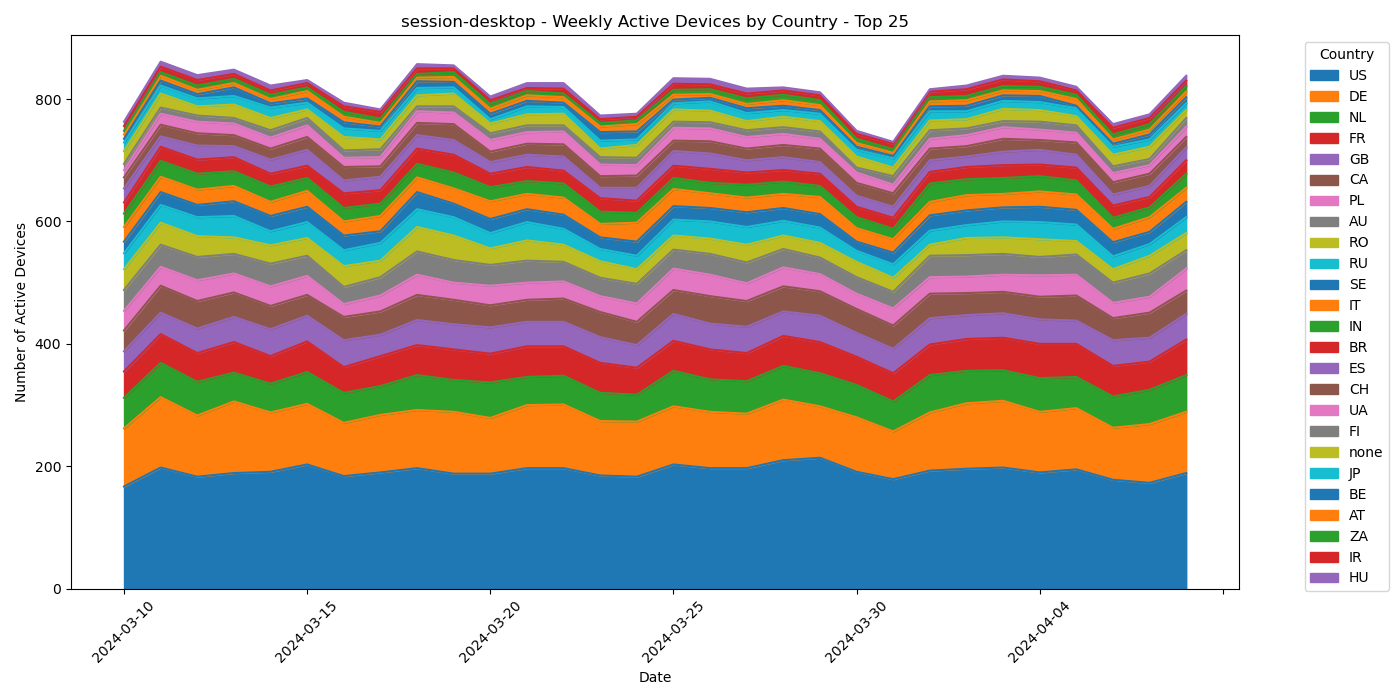 session-desktop - Weekly Active Devices by Country - Top 25
Number of Active Devices
800
600
400
200
0
2024-03-10
2024-03-15
2024-03-20
2024-03-25
2024-03-30
2024-04-04
Date
Country
US
DE
NL
FR
GB
CA
PL
AU
RO
RU
SE
IT
IN
BR
ES
CH
UA
FI
none
JP
BE
AT
ZA
IR
HU